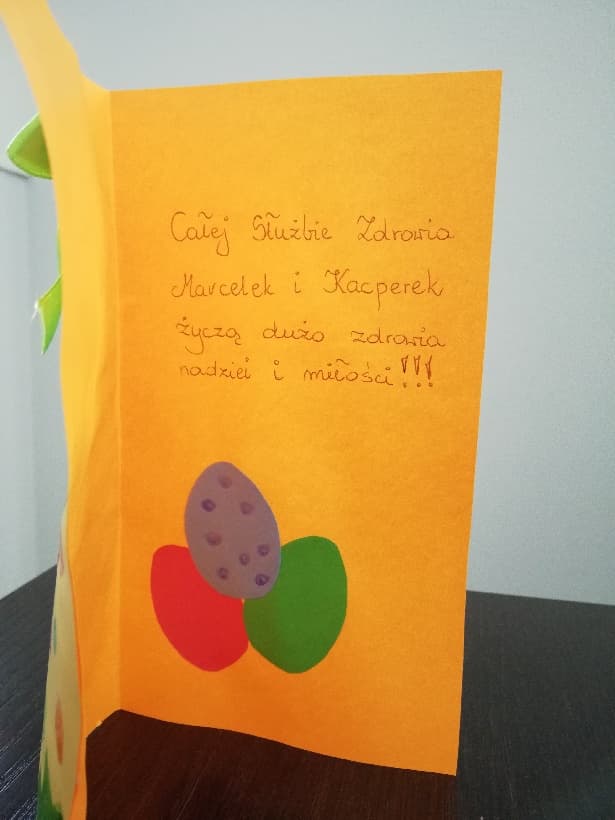 Całej Służbie Zdrowia
Marcelek i Kacperek
życzą dużo zdrowia
nadziei i miłości!!!